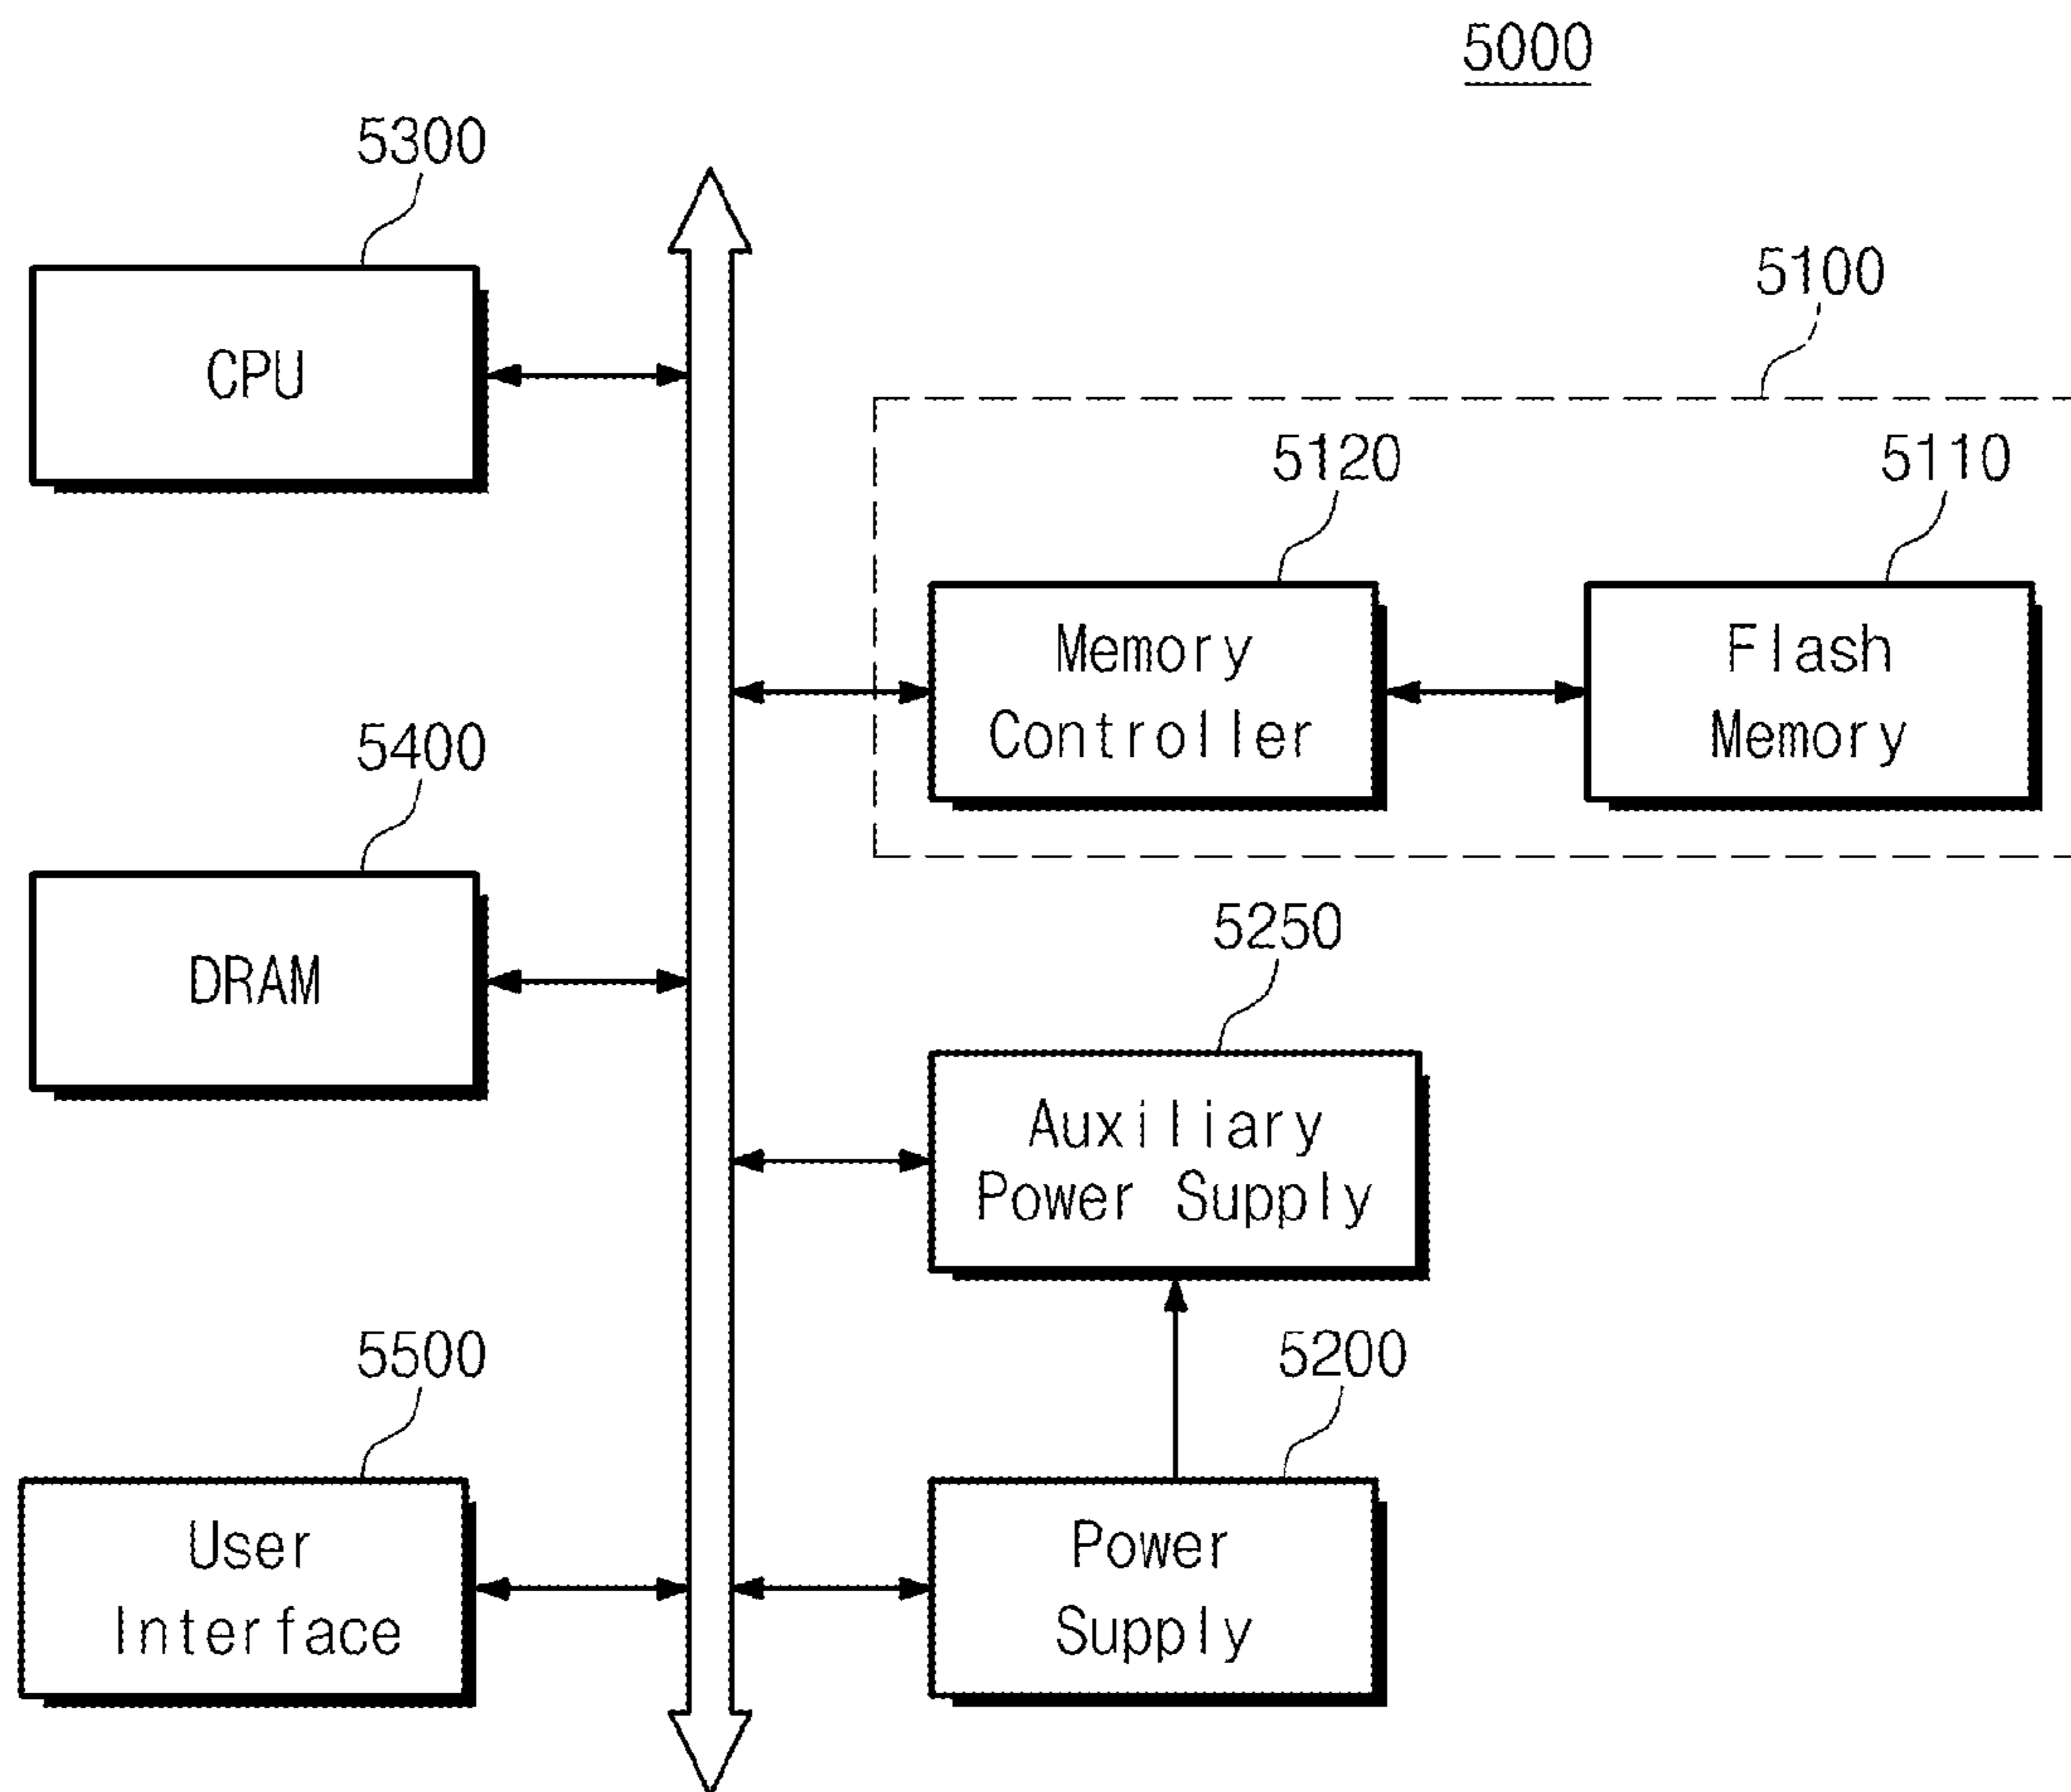 5000
5300
CPU
5100
5120
5110
Memory
Controller
Flash
Memory
5400
DRAM
5250
Auxiliary
Power Supply
5500
User
Interface
5200
Power
Supply